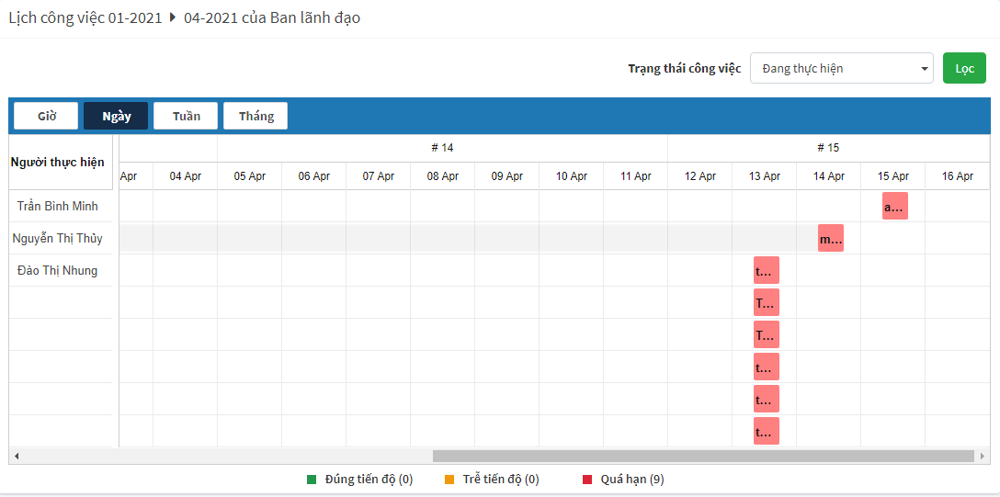 Lịch công việc 01-2021 04-2021 của Ban lãnh đạo
Trạng thái công việc Đang thực hiện Lọc
Giờ Ngày Tuần Tháng
Người thực hiện
# 14 # 15
Apr 04 Apr 05 Apr 06 Apr 07 Apr 08 Apr 09 Apr 10 Apr 11 Apr 12 Apr 13 Apr 14 Apr 15 Apr 16 Apr
Trần Bình Minh a...
Nguyễn Thị Thủy m...
Đào Thị Nhung t...
T...
T...
t...
t...
t...
Đúng tiến độ (0) Trễ tiến độ (0) Quá hạn (9)